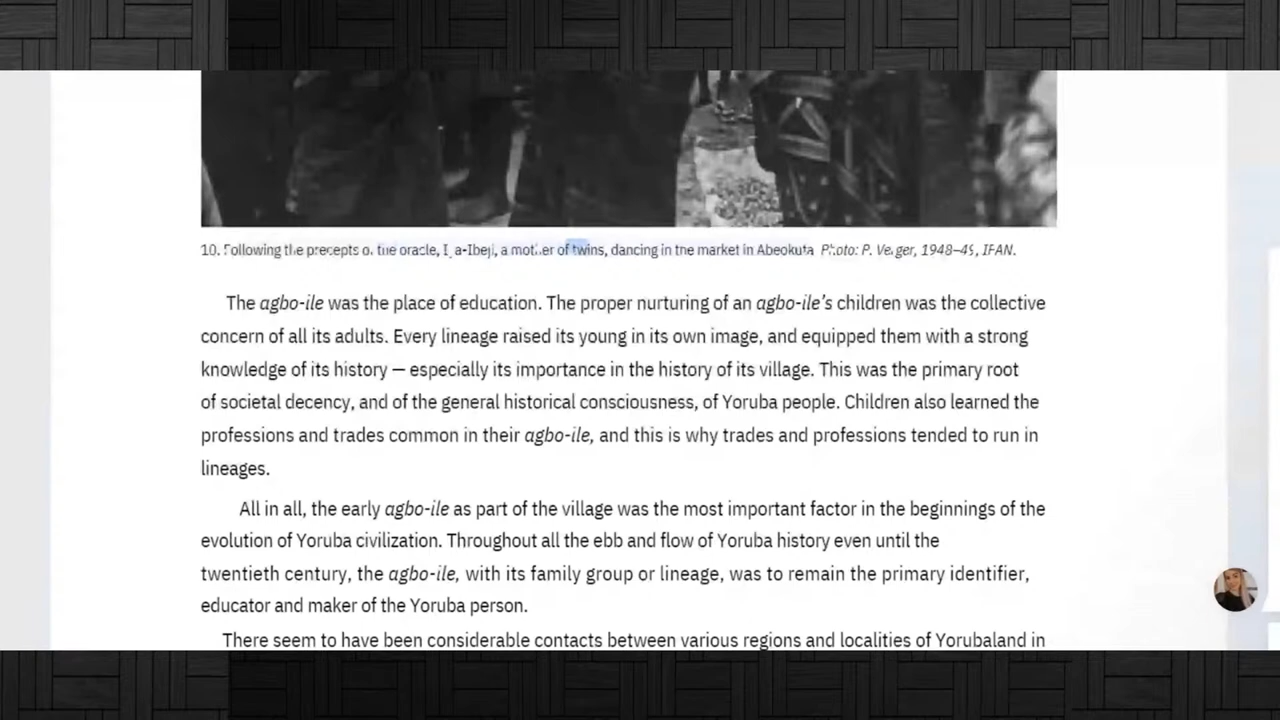 10. Following the precepts of the oracle, Iya-Ibeji, a mother of twins, dancing in the market in Abeokuta Photo: P. Verger, 1948–49, IFAN.
The agbo-ile was the place of education. The proper nurturing of an agbo-ile’s children was the collective
concern of all its adults. Every lineage raised its young in its own image, and equipped them with a strong
knowledge of its history — especially its importance in the history of its village. This was the primary root
of societal decency, and of the general historical consciousness, of Yoruba people. Children also learned the
professions and trades common in their agbo-ile, and this is why trades and professions tended to run in
lineages.
All in all, the early agbo-ile as part of the village was the most important factor in the beginnings of the
evolution of Yoruba civilization. Throughout all the ebb and flow of Yoruba history even until the
twentieth century, the agbo-ile, with its family group or lineage, was to remain the primary identifier,
educator and maker of the Yoruba person.
There seem to have been considerable contacts between various regions and localities of Yorubaland in